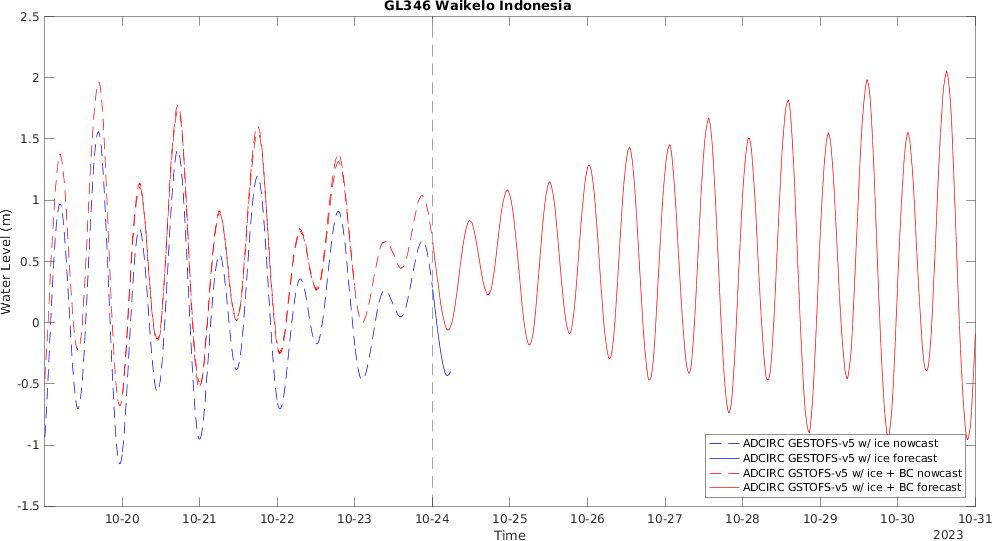 GL346 Waikelo Indonesia
2.5
2
1.5
1
0.5
0
-0.5
-1
-1.5
Water Level (m)
10-20 10-21 10-22 10-23 10-24 10-25 10-26 10-27 10-28 10-29 10-30 10-31
Time
2023
ADCIRC GESTOFS-v5 w/ ice nowcast
ADCIRC GESTOFS-v5 w/ ice forecast
ADCIRC GSTOFS-v5 w/ ice + BC nowcast
ADCIRC GSTOFS-v5 w/ ice + BC forecast